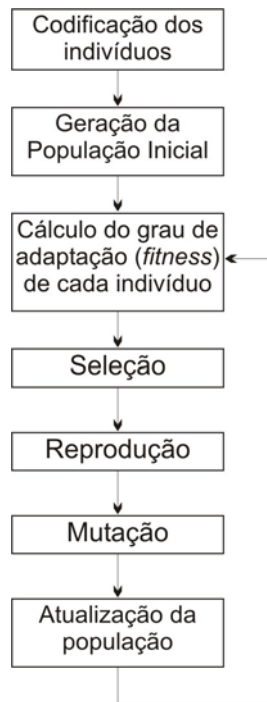 Codificação dos
indivíduos
Geração da
População Inicial
Cálculo do grau de
adaptação (fitness)
de cada indivíduo
Seleção
Reprodução
Mutação
Atualização da
população